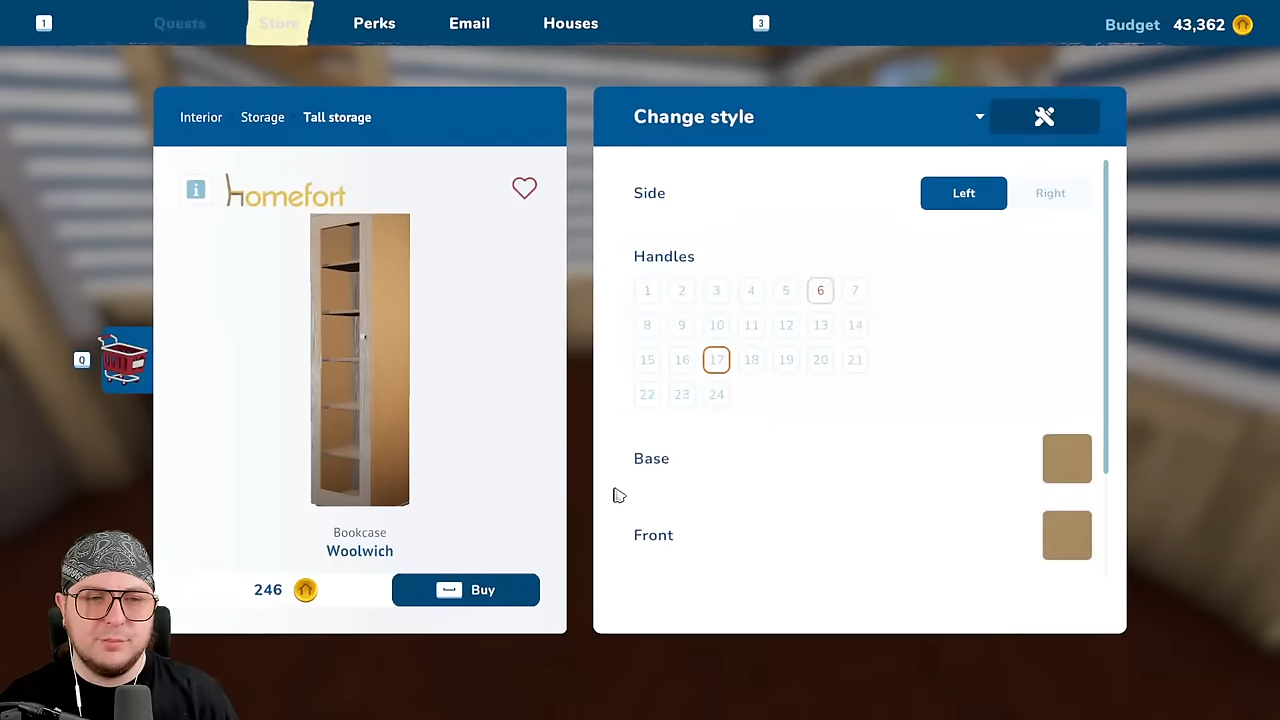 1 Quests Store Perks Email Houses 3 Budget 43,362
Interior Storage Tall storage
Change style
i homefort
Side Left Right
Handles
1 2 3 4 5 6 7
8 9 10 11 12 13 14
15 16 17 18 19 20 21
22 23 24
Q
Base
Front
Bookcase
Woolwich
246 Buy